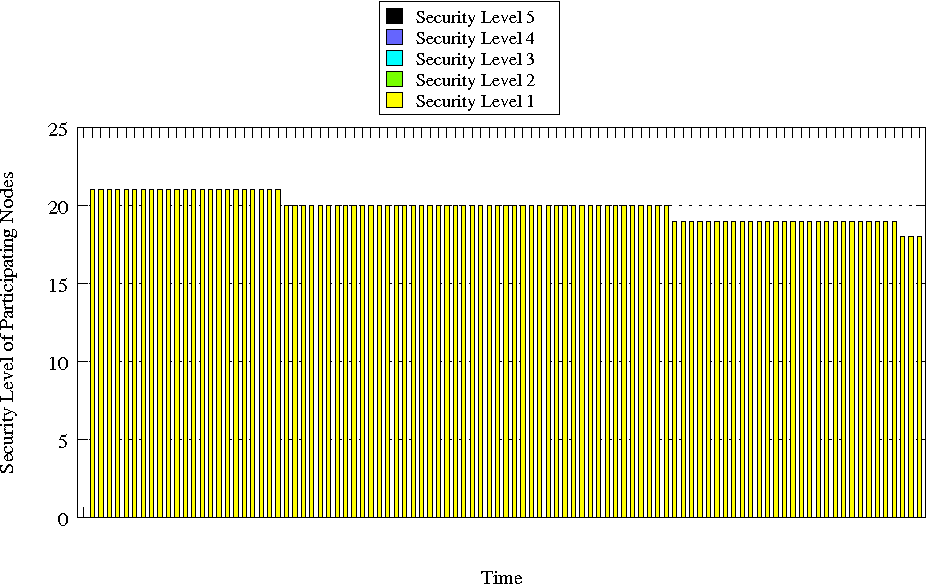 Security Level 5
Security Level 4
Security Level 3
Security Level 2
Security Level 1
25
20
15
10
5
0
Security Level of Participating Nodes
Time